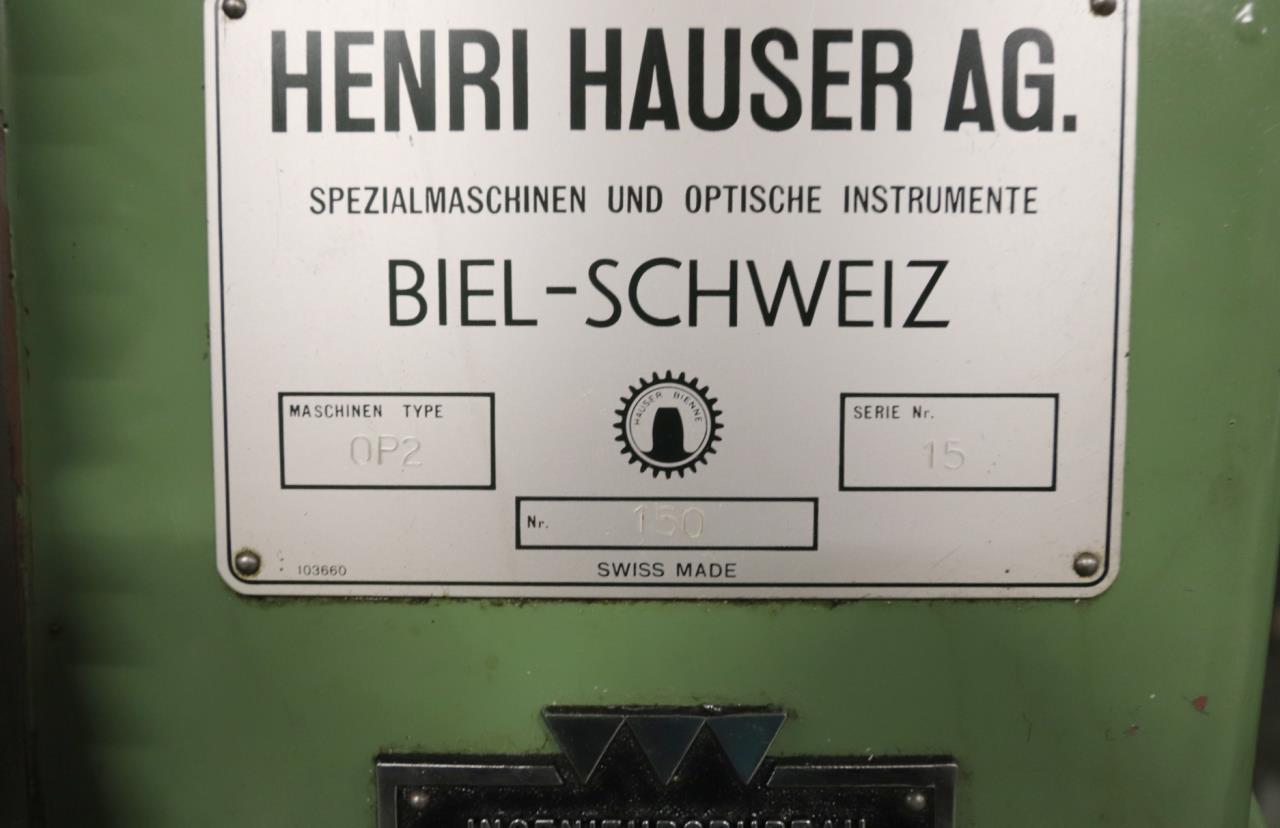 HENRI HAUSER AG.
SPEZIALMASCHINEN UND OPTISCHE INSTRUMENTE
BIEL-SCHWEIZ
MASCHINEN TYPE
OP2
HAUSER BIENNE
SERIE Nr.
15
Nr. 150
103660
SWISS MADE
INGENIEURSBÜREAU